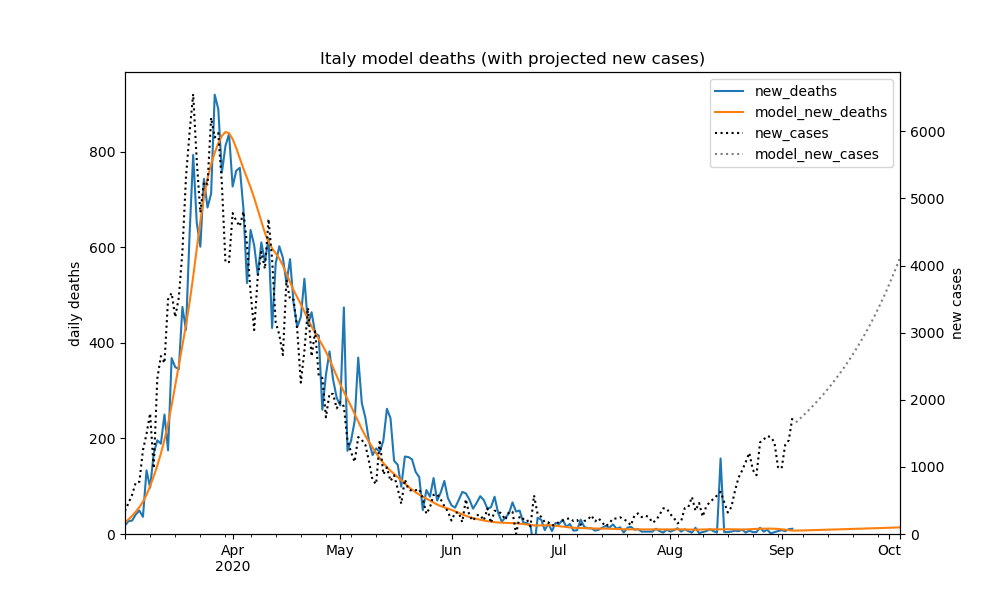 Italy model deaths (with projected new cases)
new_deaths
model_new_deaths
new_cases
model_new_cases
daily deaths
0
200
400
600
800
new cases
0
1000
2000
3000
4000
5000
6000
Apr
2020
May
Jun
Jul
Aug
Sep
Oct